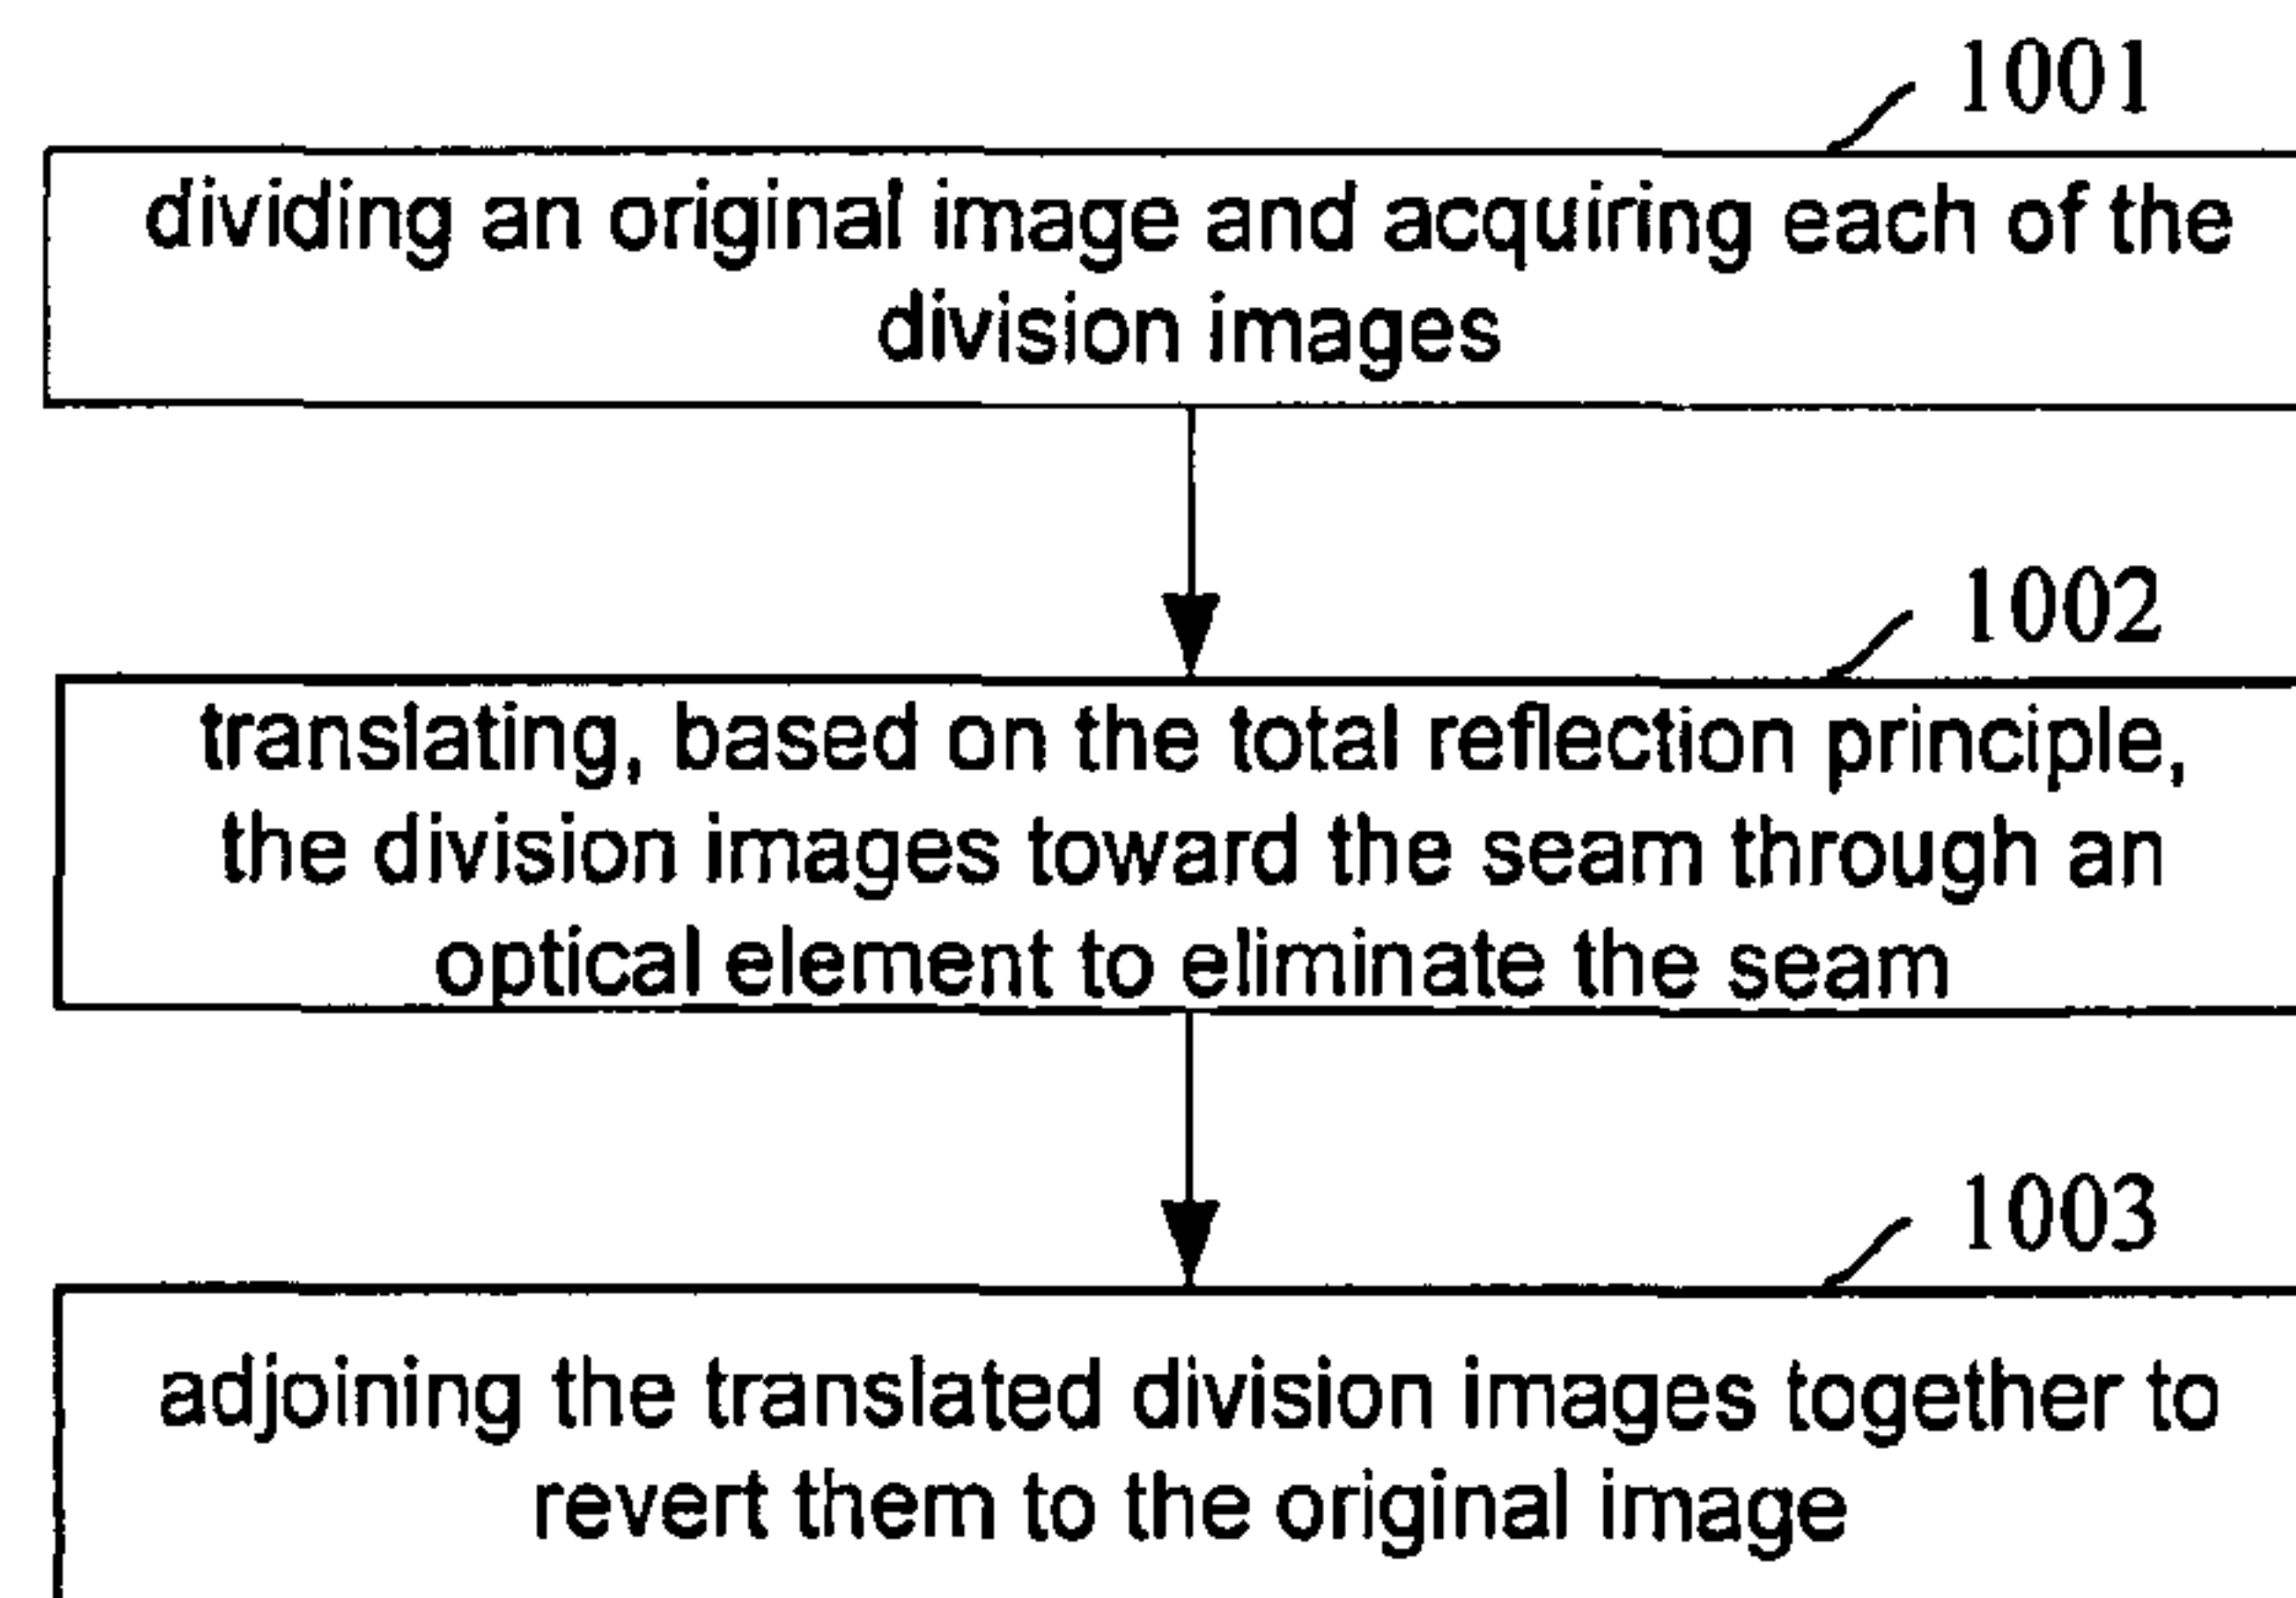 1001
dividing an original image and acquiring each of the
division images
1002
translating, based on the total reflection principle,
the division images toward the seam through an
optical element to eliminate the seam
1003
adjoining the translated division images together to
revert them to the original image